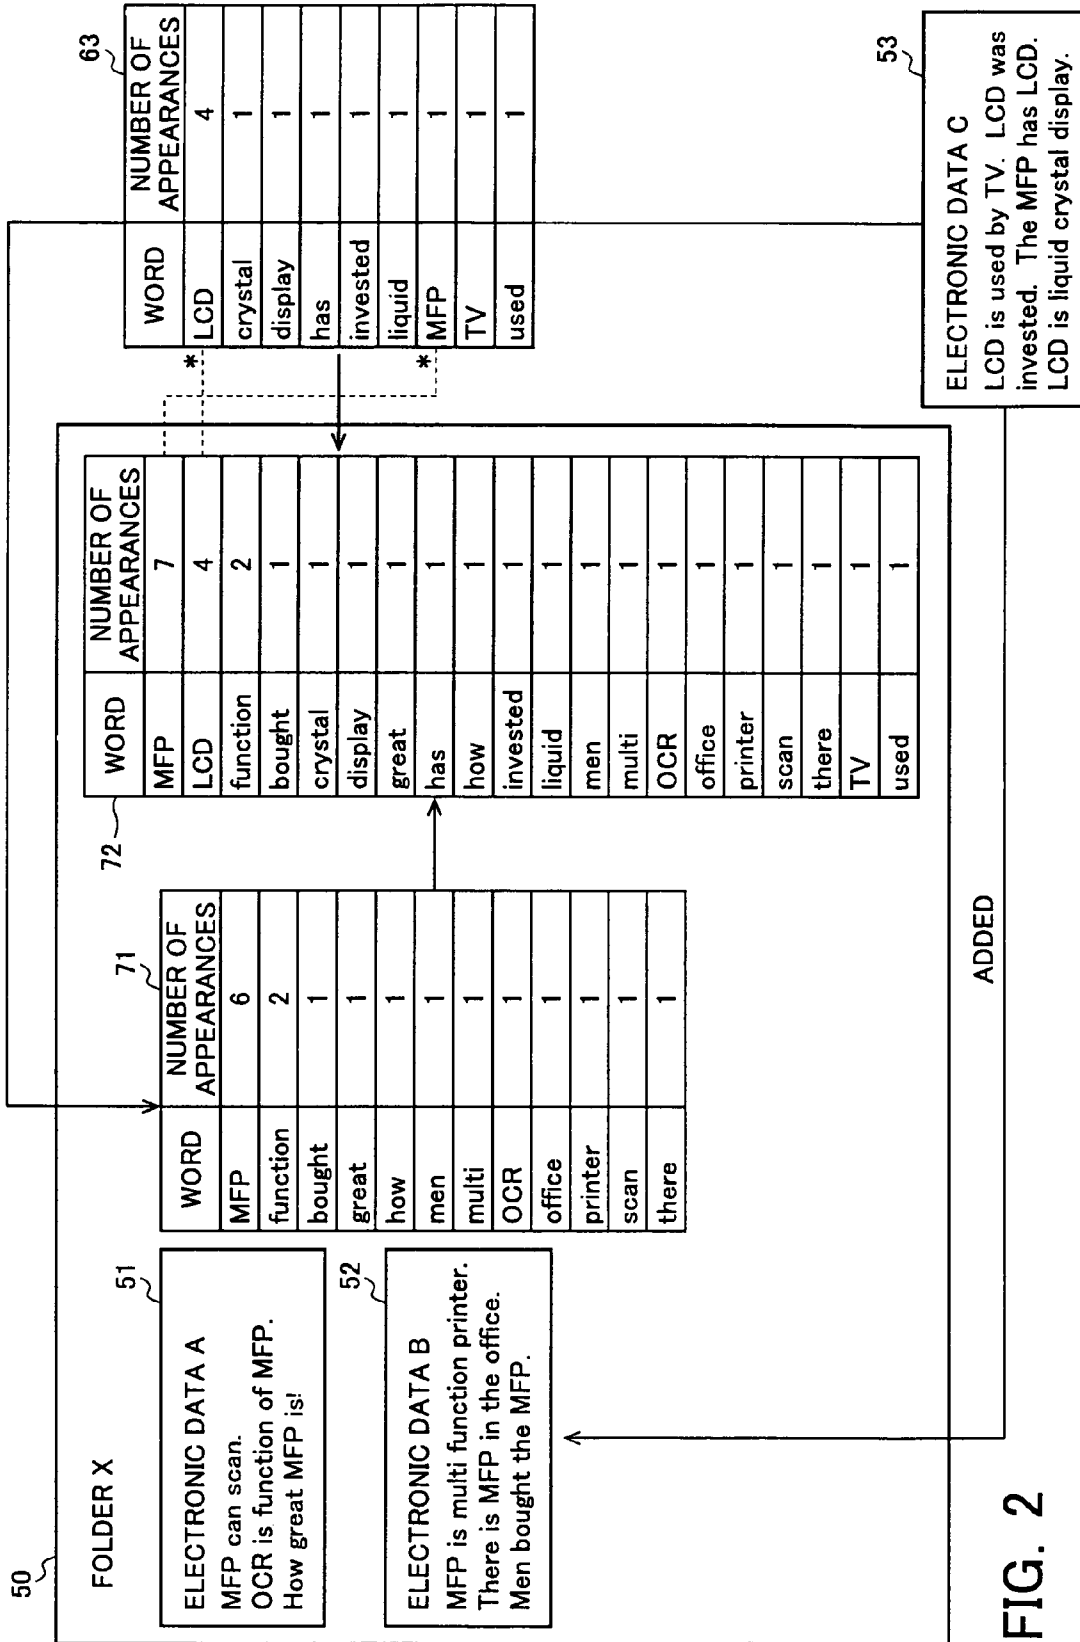 50
FOLDER X
51
ELECTRONIC DATA A
MFP can scan.
OCR is function of MFP.
How great MFP is!
52
ELECTRONIC DATA B
MFP is multi function printer.
There is MFP in the office.
Men bought the MFP.
71
WORD NUMBER OF APPEARANCES
MFP 6
function 2
bought 1
great 1
how 1
men 1
multi 1
OCR 1
office 1
printer 1
scan 1
there 1
72
WORD NUMBER OF APPEARANCES
MFP 7
LCD 4
function 2
bought 1
crystal 1
display 1
great 1
has 1
how 1
invested 1
liquid 1
men 1
multi 1
OCR 1
office 1
printer 1
scan 1
there 1
TV 1
used 1
63
WORD NUMBER OF APPEARANCES
* LCD 4
crystal 1
display 1
has 1
invested 1
liquid 1
* MFP 1
TV 1
used 1
ADDED
53
ELECTRONIC DATA C
LCD is used by TV. LCD was
invested. The MFP has LCD.
LCD is liquid crystal display.
FIG. 2